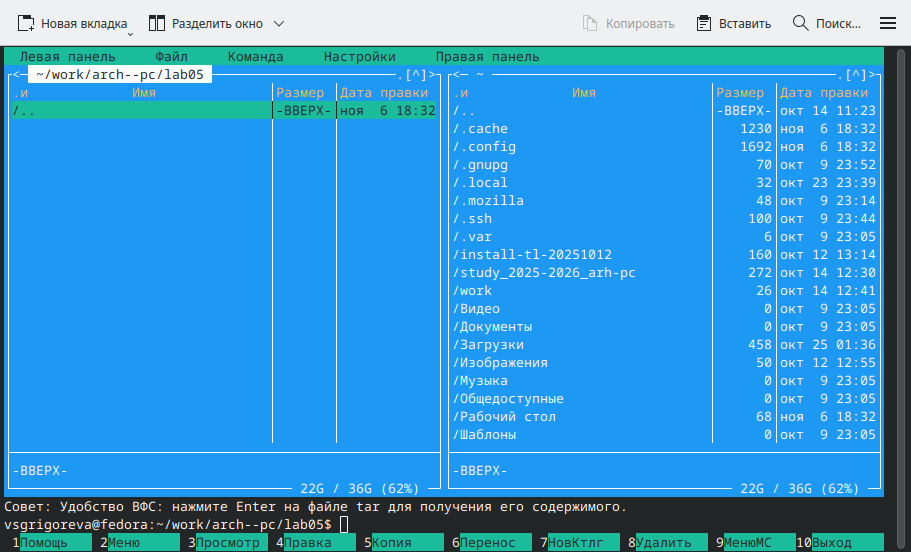 Новая вкладка Разделить окно Копировать Вставить Поиск...
Левая панель Файл Команда Настройки Правая панель
<— ~/work/arch--pc/lab05 .[^]> <— ~ .[^]>
.и Имя Размер Дата правки .и Имя Размер Дата правки
/.. -ВВЕРХ- ноя 6 18:32 /.. -ВВЕРХ- окт 14 11:23
/.cache 1230 ноя 6 18:32
/.config 1692 ноя 6 18:32
/.gnupg 70 окт 9 23:52
/.local 32 окт 23 23:39
/.mozilla 48 окт 9 23:14
/.ssh 100 окт 9 23:44
/.var 6 окт 9 23:05
/install-tl-20251012 160 окт 12 13:14
/study_2025-2026_arh-pc 272 окт 14 12:30
/work 26 окт 14 12:41
/Видео 0 окт 9 23:05
/Документы 0 окт 9 23:05
/Загрузки 458 окт 25 01:36
/Изображения 50 окт 12 12:55
/Музыка 0 окт 9 23:05
/Общедоступные 0 окт 9 23:05
/Рабочий стол 68 ноя 6 18:32
/Шаблоны 0 окт 9 23:05
-ВВЕРХ- -ВВЕРХ-
22G / 36G (62%) 22G / 36G (62%)
Совет: Удобство ВФС: нажмите Enter на файле tar для получения его содержимого.
vsgrigoreva@fedora:~/work/arch--pc/lab05$
1Помощь 2Меню 3Просмотр 4Правка 5Копия 6Перенос 7НовКтлг 8Удалить 9МенюМС 10Выход